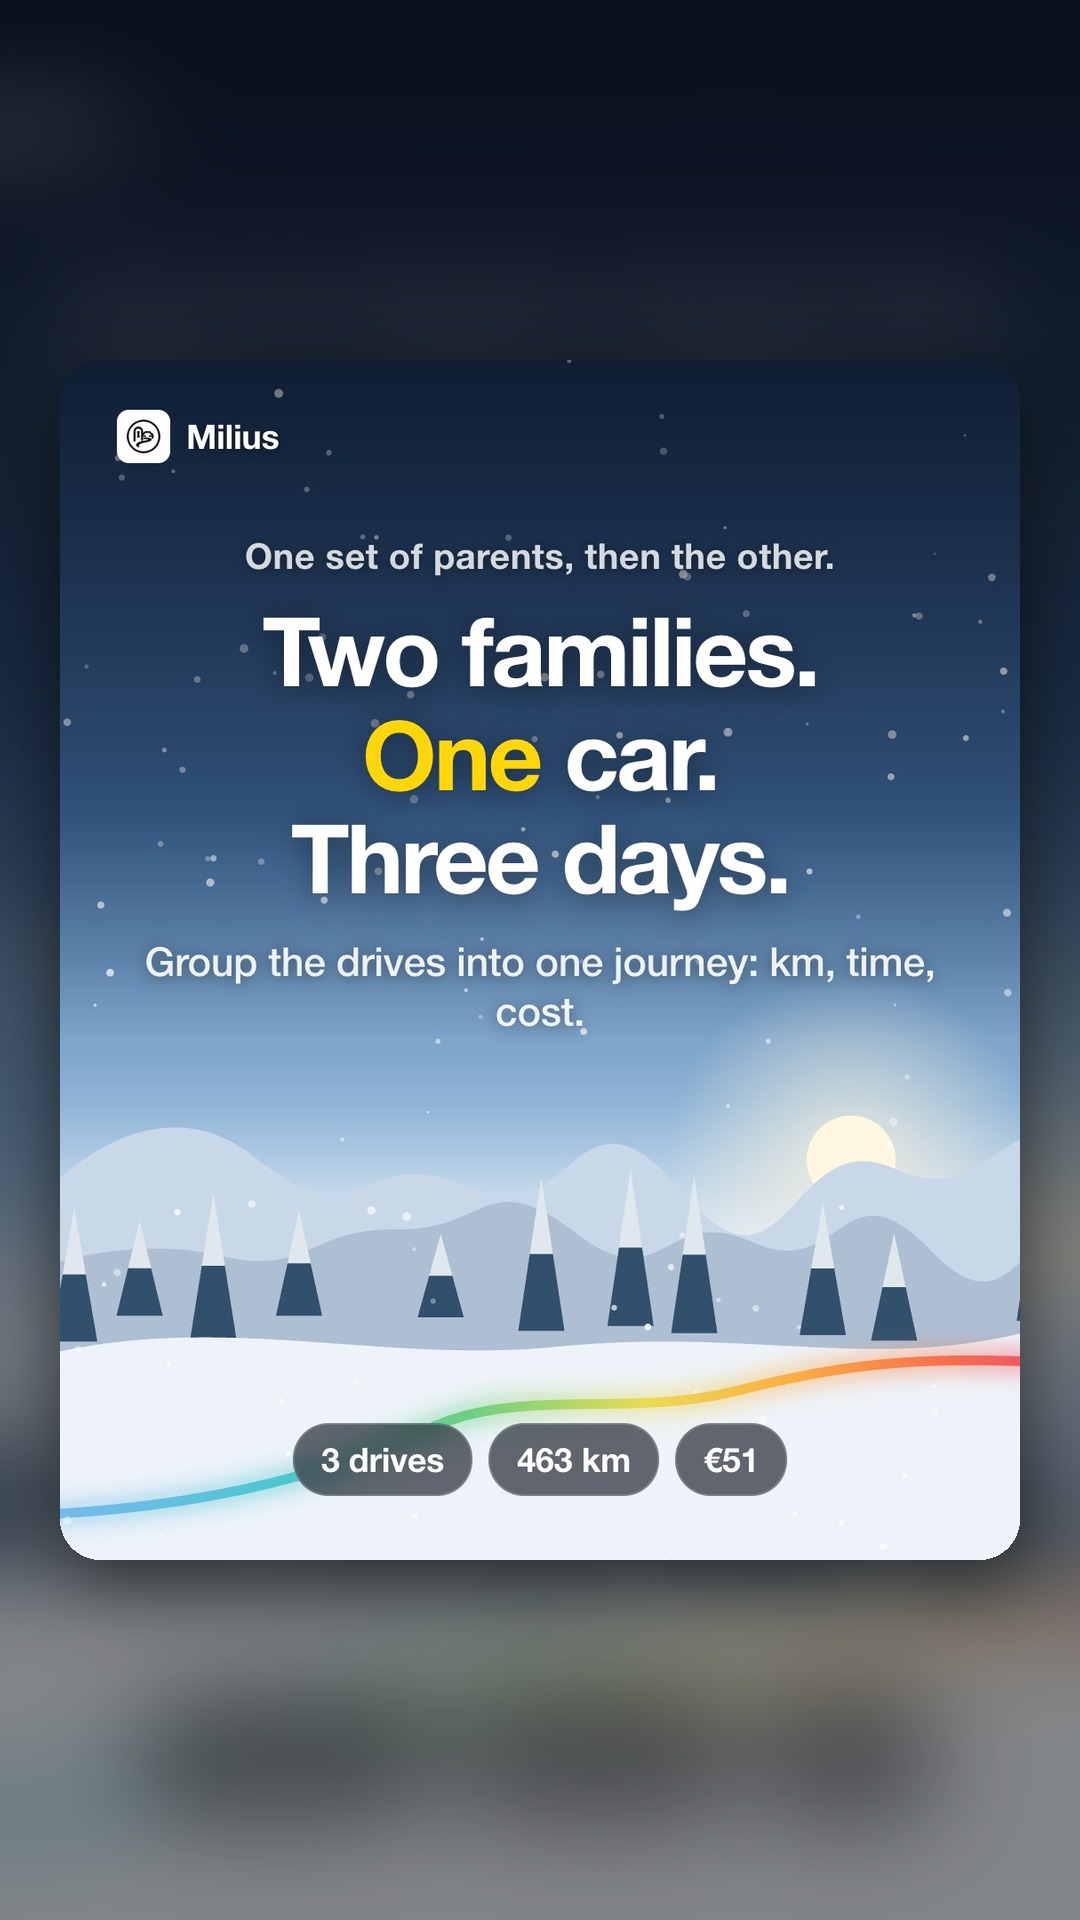 Milius
One set of parents, then the other.
Two families.
One car.
Three days.
Group the drives into one journey: km, time,
cost.
3 drives
463 km
€51